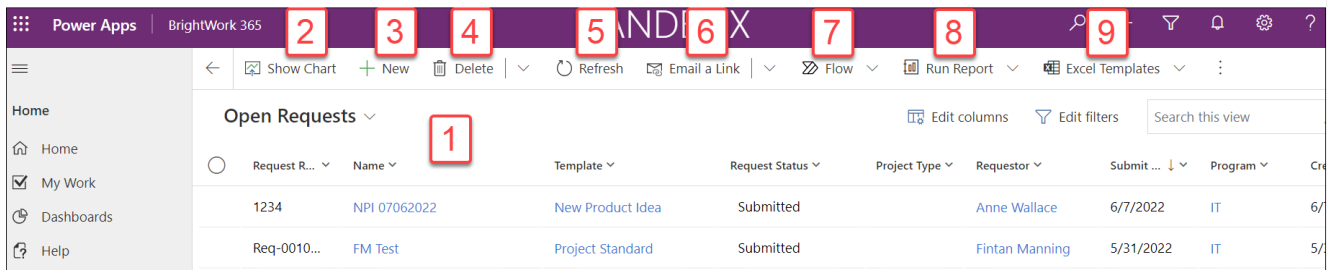 Power Apps BrightWork 365
2 3 4 5 6 7 8 9
Show Chart New Delete Refresh Email a Link Flow Run Report Excel Templates
Home
Open Requests
1
Edit columns Edit filters Search this view
Home
Request R... Name Template Request Status Project Type Requestor Submit ... Program
My Work
1234 NPI 07062022 New Product Idea Submitted Anne Wallace 6/7/2022 IT
Dashboards
Req-0010... FM Test Project Standard Submitted Fintan Manning 5/31/2022 IT
Help